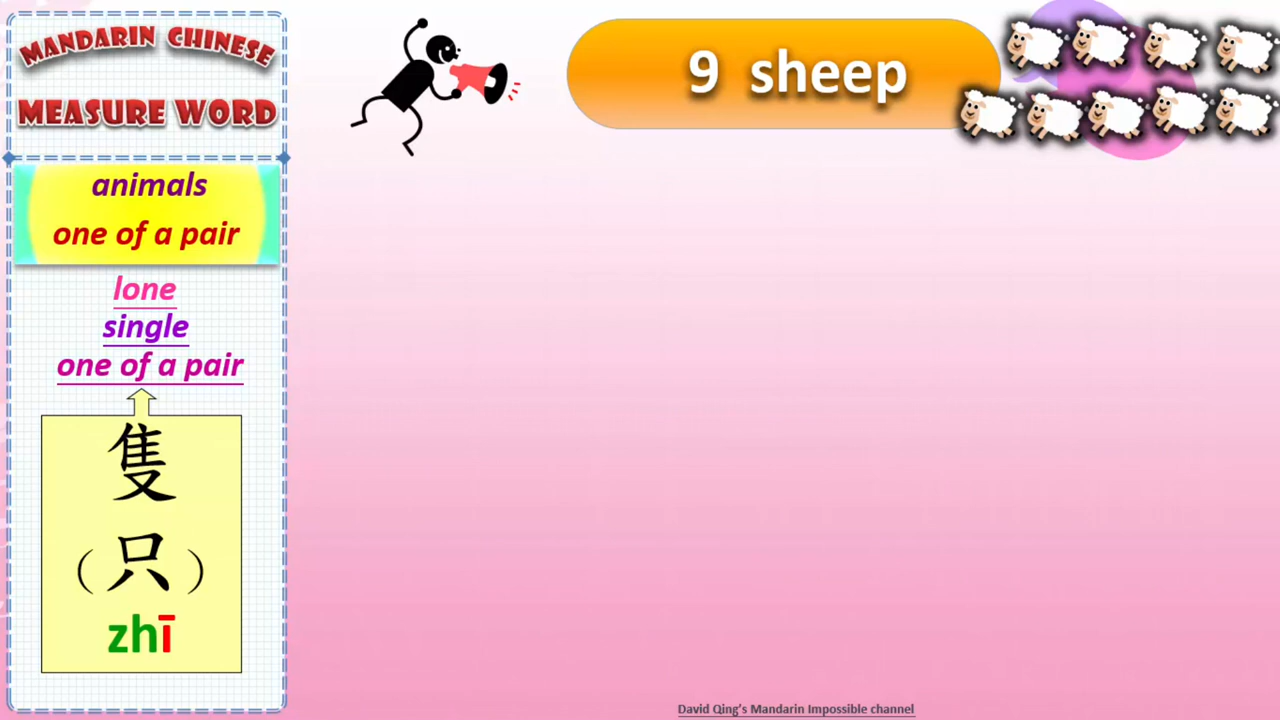 MANDARIN CHINESE
MEASURE WORD
animals
one of a pair
lone
single
one of a pair
隻
（只）
zhī
9 sheep
David Qing's Mandarin Impossible channel